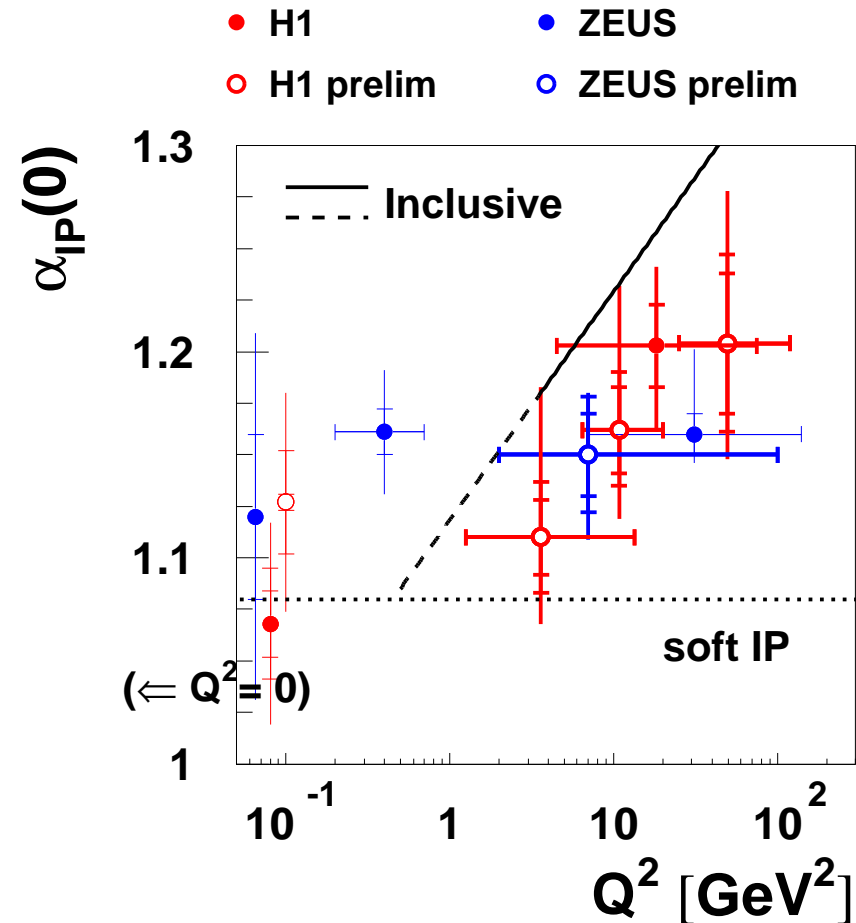 H1 ZEUS
H1 prelim ZEUS prelim
α_IP(0)
1.3
Inclusive
1.2
1.1
soft IP
(⇐ Q²= 0)
1
10⁻¹ 1 10 10²
Q² [GeV²]